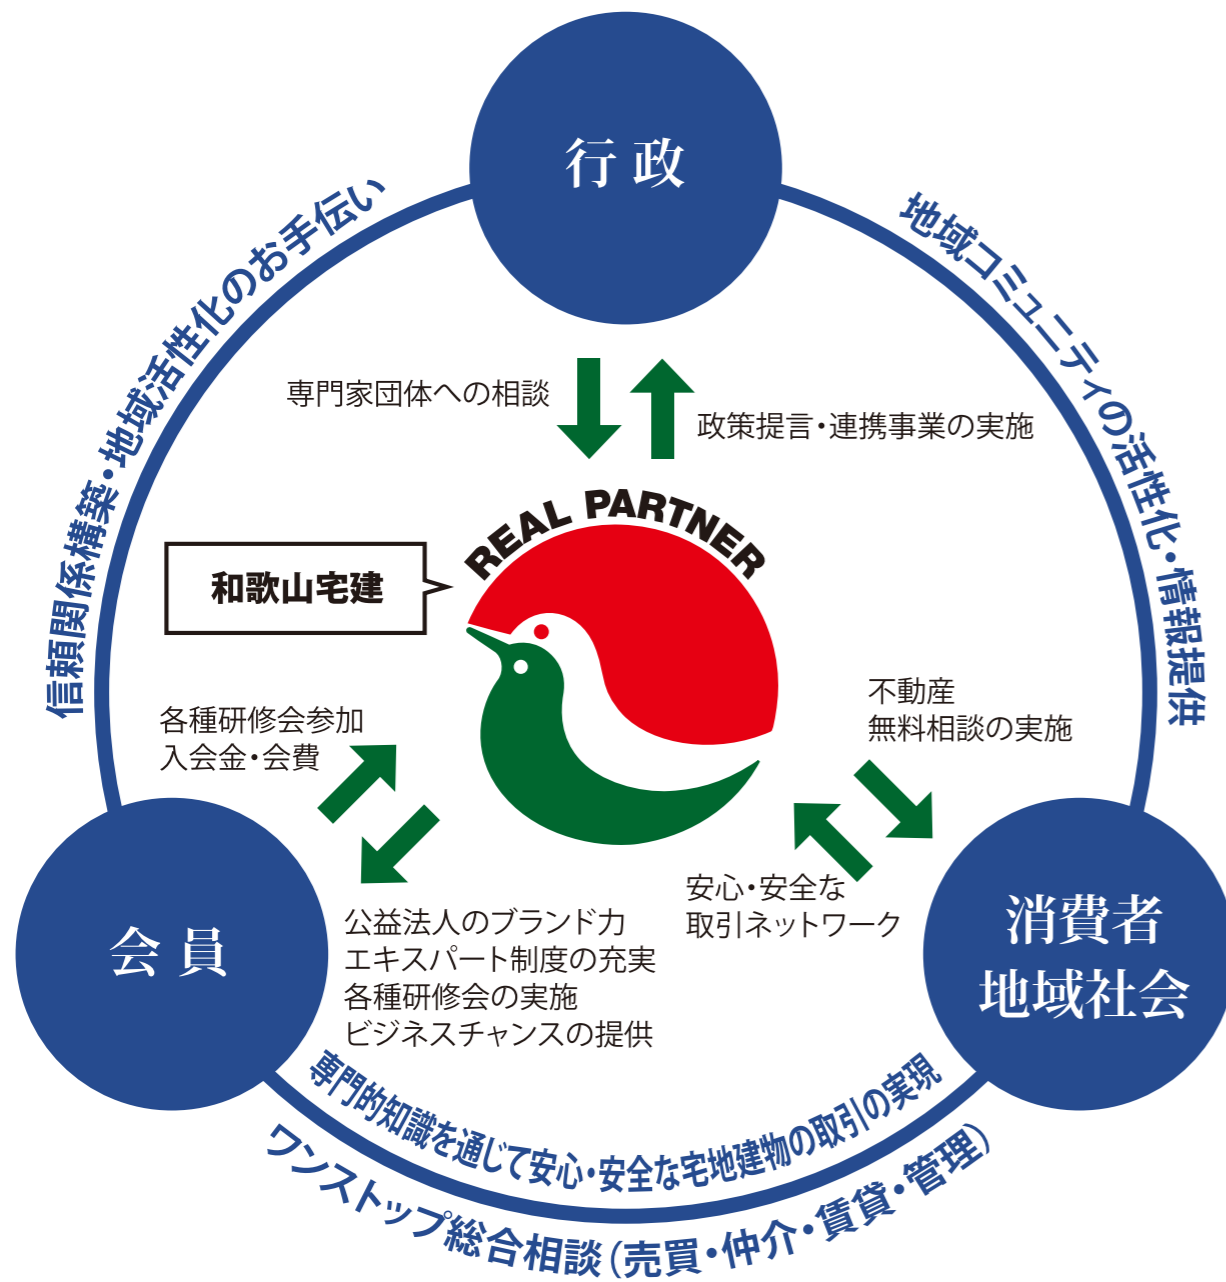 行政
信頼関係構築・地域活性化のお手伝い
地域コミュニティの活性化・情報提供
専門家団体への相談
政策提言・連携事業の実施
REAL PARTNER
和歌山宅建
各種研修会参加
入会金・会費
不動産
無料相談の実施
安心・安全な
取引ネットワーク
会員
公益法人のブランド力
エキスパート制度の充実
各種研修会の実施
ビジネスチャンスの提供
消費者
地域社会
専門的知識を通じて安心・安全な宅地建物の取引の実現
ワンストップ総合相談(売買・仲介・賃貸・管理)